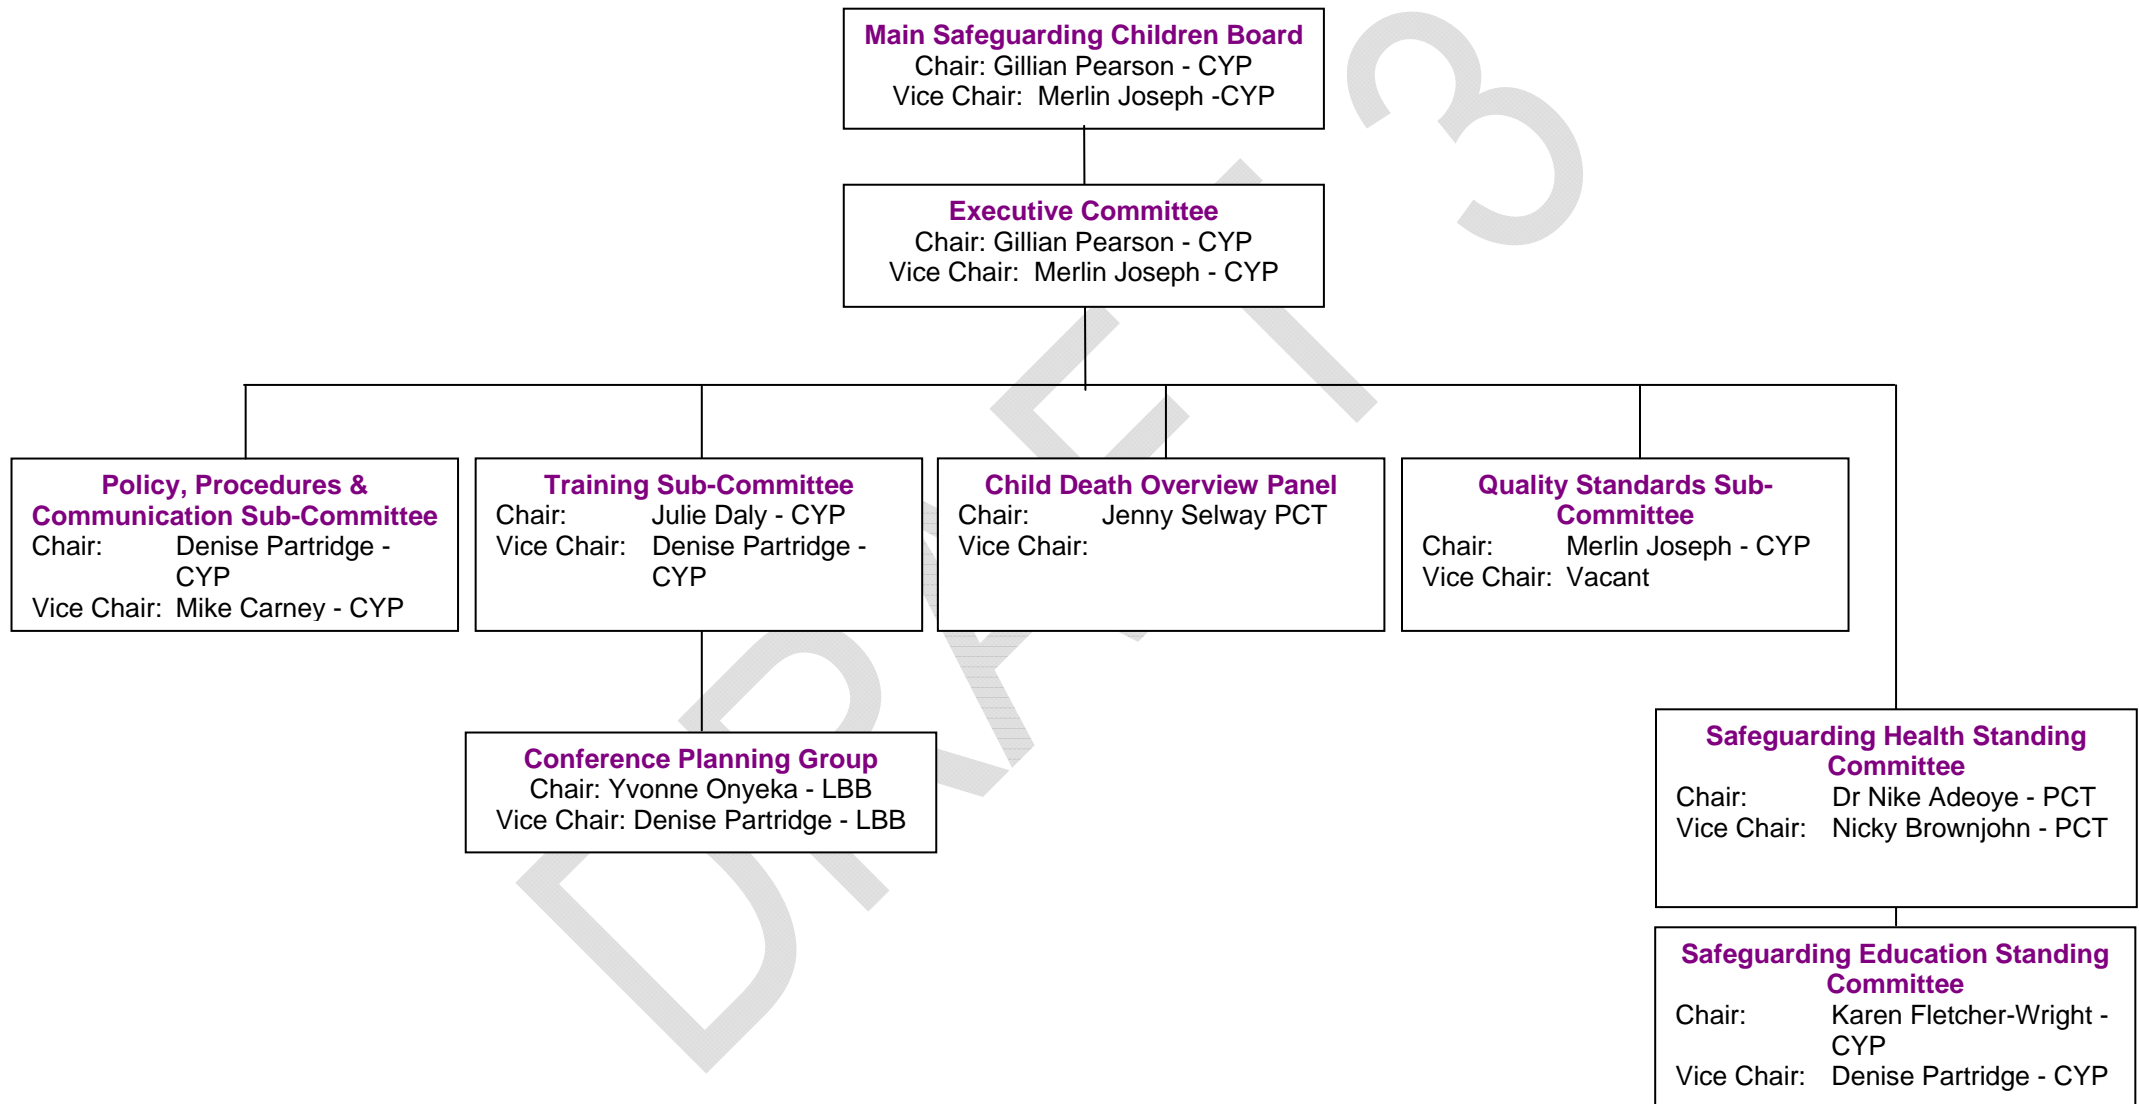 Main Safeguarding Children Board
Chair: Gillian Pearson - CYP
Vice Chair: Merlin Joseph -CYP
Executive Committee
Chair: Gillian Pearson - CYP
Vice Chair: Merlin Joseph - CYP
Policy, Procedures &
Communication Sub-Committee
Chair: Denise Partridge -
CYP
Vice Chair: Mike Carney - CYP
Training Sub-Committee
Chair: Julie Daly - CYP
Vice Chair: Denise Partridge -
CYP
Child Death Overview Panel
Chair: Jenny Selway PCT
Vice Chair:
Quality Standards Sub-
Committee
Chair: Merlin Joseph - CYP
Vice Chair: Vacant
Conference Planning Group
Chair: Yvonne Onyeka - LBB
Vice Chair: Denise Partridge - LBB
Safeguarding Health Standing
Committee
Chair: Dr Nike Adeoye - PCT
Vice Chair: Nicky Brownjohn - PCT
Safeguarding Education Standing
Committee
Chair: Karen Fletcher-Wright -
CYP
Vice Chair: Denise Partridge - CYP
DRAFT 3